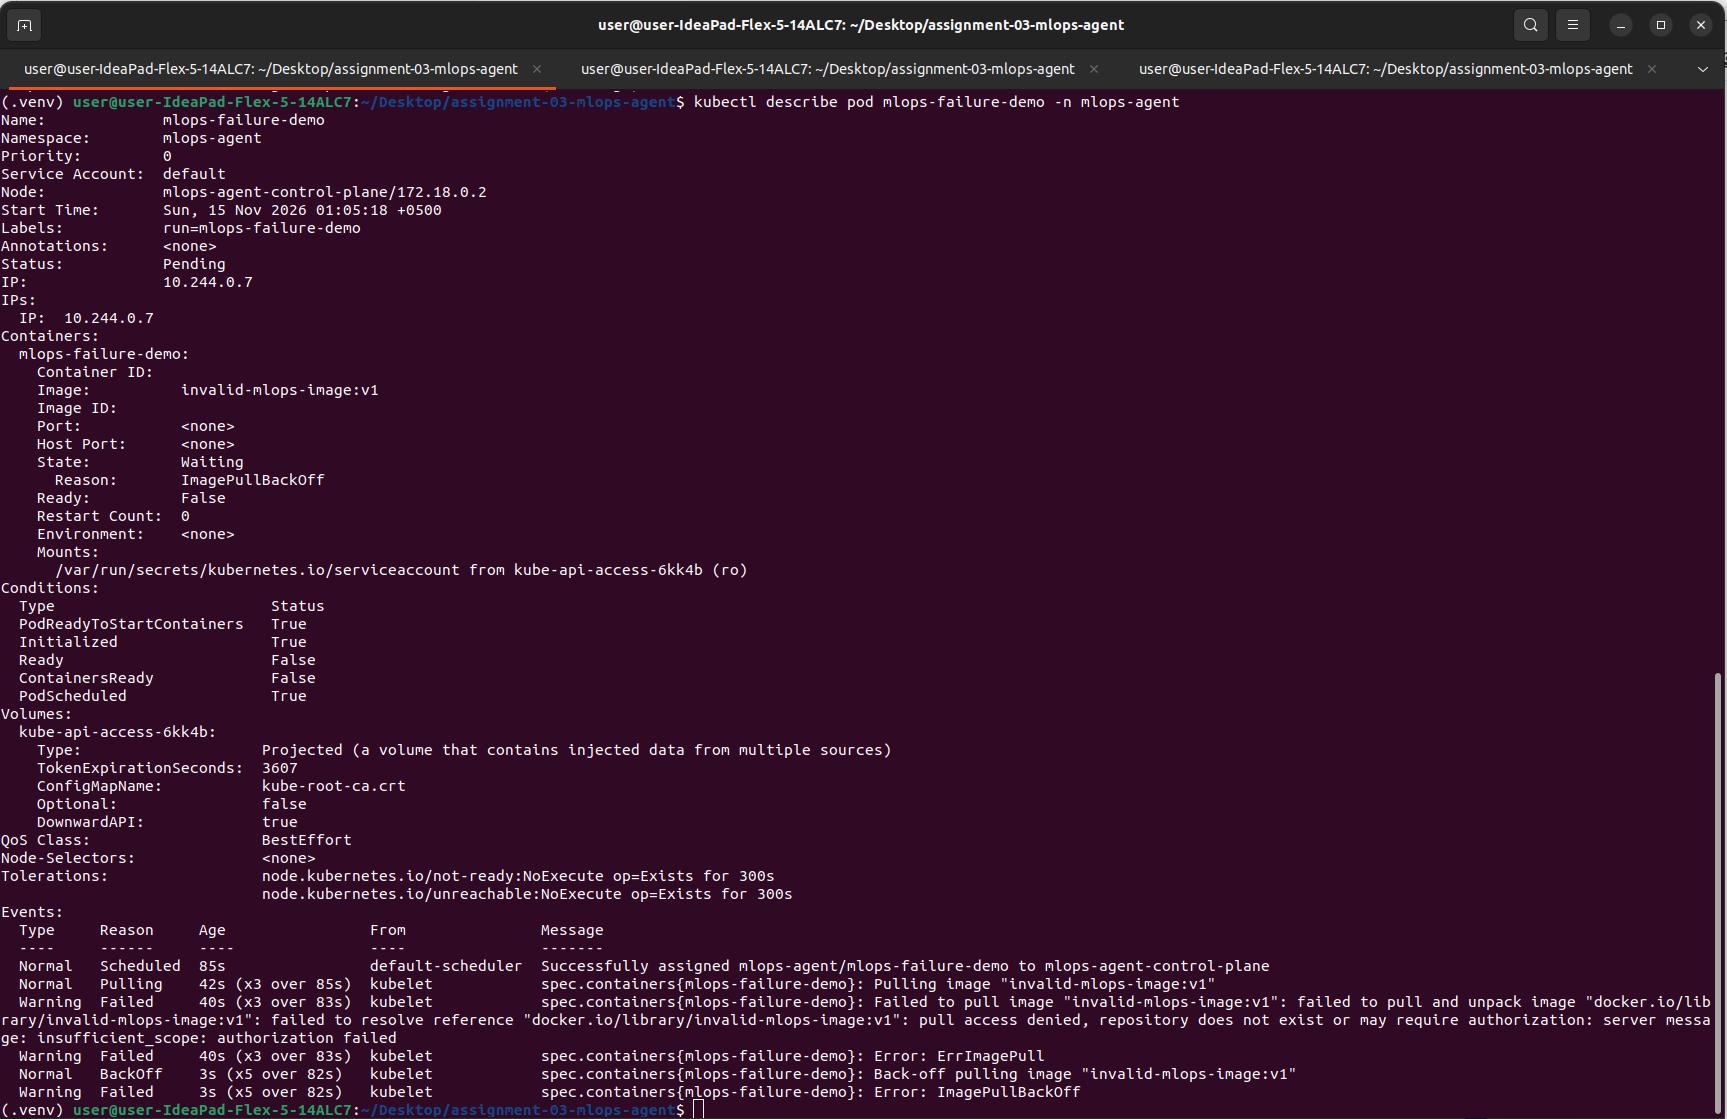 user@user-IdeaPad-Flex-5-14ALC7: ~/Desktop/assignment-03-mlops-agent
user@user-IdeaPad-Flex-5-14ALC7: ~/Desktop/assignment-03-mlops-agent
user@user-IdeaPad-Flex-5-14ALC7: ~/Desktop/assignment-03-mlops-agent
user@user-IdeaPad-Flex-5-14ALC7: ~/Desktop/assignment-03-mlops-agent
(.venv) user@user-IdeaPad-Flex-5-14ALC7:~/Desktop/assignment-03-mlops-agent$ kubectl describe pod mlops-failure-demo -n mlops-agent
Name:             mlops-failure-demo
Namespace:        mlops-agent
Priority:         0
Service Account:  default
Node:             mlops-agent-control-plane/172.18.0.2
Start Time:       Sun, 15 Nov 2026 01:05:18 +0500
Labels:           run=mlops-failure-demo
Annotations:      <none>
Status:           Pending
IP:               10.244.0.7
IPs:
  IP:  10.244.0.7
Containers:
  mlops-failure-demo:
    Container ID:
    Image:          invalid-mlops-image:v1
    Image ID:
    Port:           <none>
    Host Port:      <none>
    State:          Waiting
      Reason:       ImagePullBackOff
    Ready:          False
    Restart Count:  0
    Environment:    <none>
    Mounts:
      /var/run/secrets/kubernetes.io/serviceaccount from kube-api-access-6kk4b (ro)
Conditions:
  Type                        Status
  PodReadyToStartContainers   True
  Initialized                 True
  Ready                       False
  ContainersReady             False
  PodScheduled                True
Volumes:
  kube-api-access-6kk4b:
    Type:                    Projected (a volume that contains injected data from multiple sources)
    TokenExpirationSeconds:  3607
    ConfigMapName:           kube-root-ca.crt
    Optional:                false
    DownwardAPI:             true
QoS Class:                   BestEffort
Node-Selectors:              <none>
Tolerations:                 node.kubernetes.io/not-ready:NoExecute op=Exists for 300s
                             node.kubernetes.io/unreachable:NoExecute op=Exists for 300s
Events:
  Type     Reason     Age                From               Message
  ----     ------     ----               ----               -------
  Normal   Scheduled  85s                default-scheduler  Successfully assigned mlops-agent/mlops-failure-demo to mlops-agent-control-plane
  Normal   Pulling    42s (x3 over 85s)  kubelet            spec.containers{mlops-failure-demo}: Pulling image "invalid-mlops-image:v1"
  Warning  Failed     40s (x3 over 83s)  kubelet            spec.containers{mlops-failure-demo}: Failed to pull image "invalid-mlops-image:v1": failed to pull and unpack image "docker.io/lib
rary/invalid-mlops-image:v1": failed to resolve reference "docker.io/library/invalid-mlops-image:v1": pull access denied, repository does not exist or may require authorization: server messa
ge: insufficient_scope: authorization failed
  Warning  Failed     40s (x3 over 83s)  kubelet            spec.containers{mlops-failure-demo}: Error: ErrImagePull
  Normal   BackOff    3s (x5 over 82s)   kubelet            spec.containers{mlops-failure-demo}: Back-off pulling image "invalid-mlops-image:v1"
  Warning  Failed     3s (x5 over 82s)   kubelet            spec.containers{mlops-failure-demo}: Error: ImagePullBackOff
(.venv) user@user-IdeaPad-Flex-5-14ALC7:~/Desktop/assignment-03-mlops-agent$